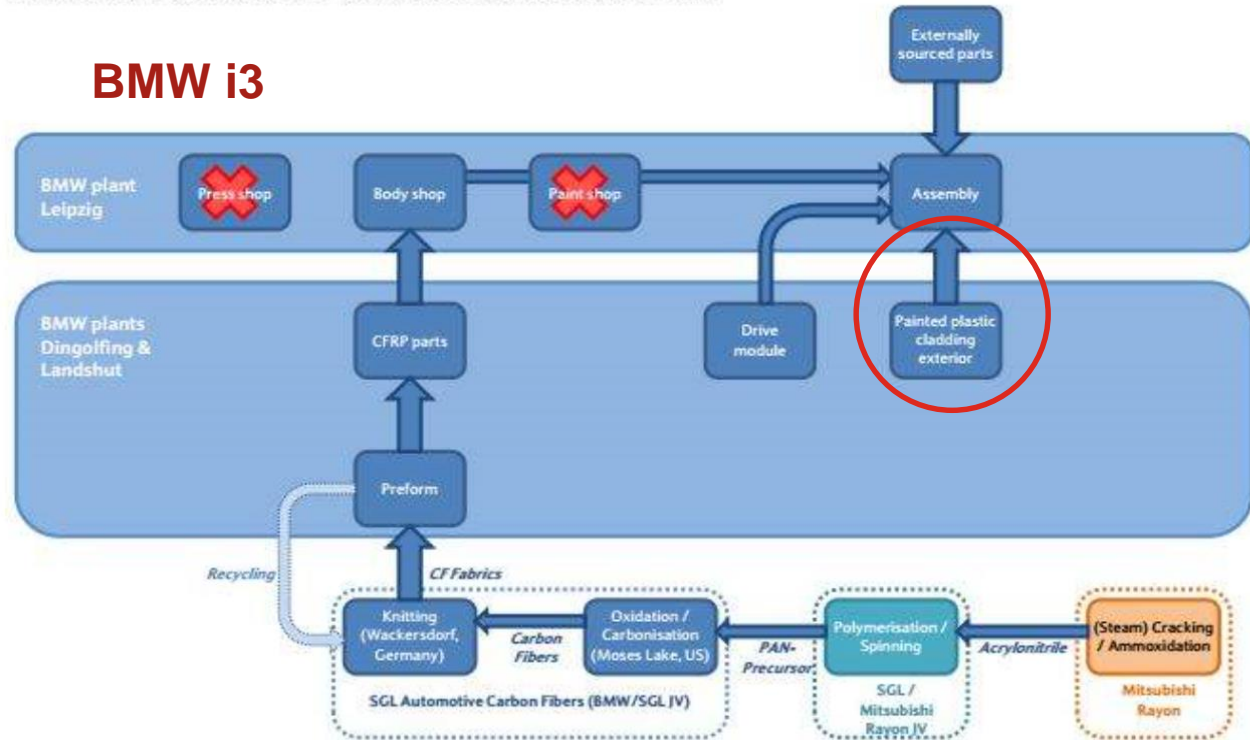 BMW i3
Externally
sourced parts
BMW plant
Leipzig
Press shop
Body shop
Paint shop
Assembly
BMW plants
Dingolfing &
Landshut
CFRP parts
Drive
module
Painted plastic
cladding
exterior
Preform
Recycling
CF Fabrics
Knitting
(Wackersdorf,
Germany)
Carbon
Fibers
Oxidation /
Carbonisation
(Moses Lake, US)
PAN-
Precursor
Polymerisation /
Spinning
Acrylonitrile
(Steam) Cracking
/ Ammoxidation
SGL Automotive Carbon Fibers (BMW/SGL JV)
SGL /
Mitsubishi
Rayon JV
Mitsubishi
Rayon